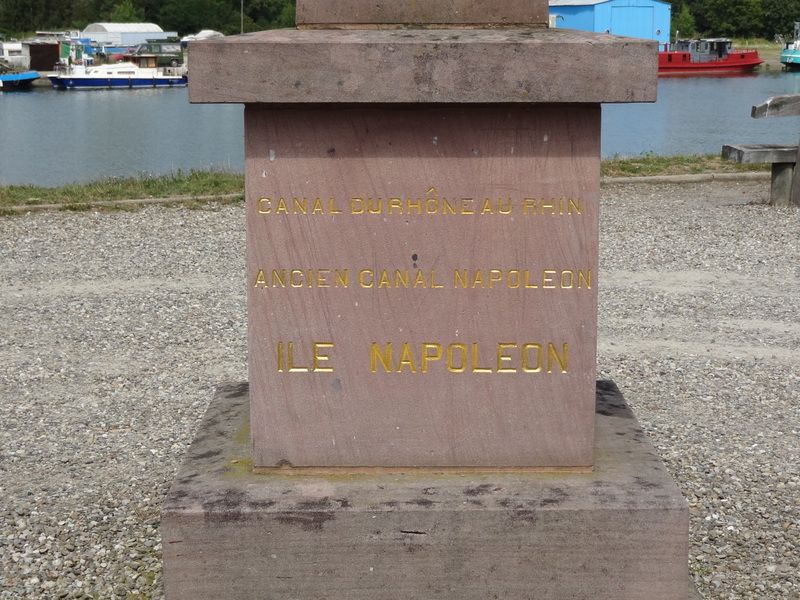 CANAL DU RHÔNE AU RHIN
ANCIEN CANAL NAPOLEON
ILE NAPOLEON